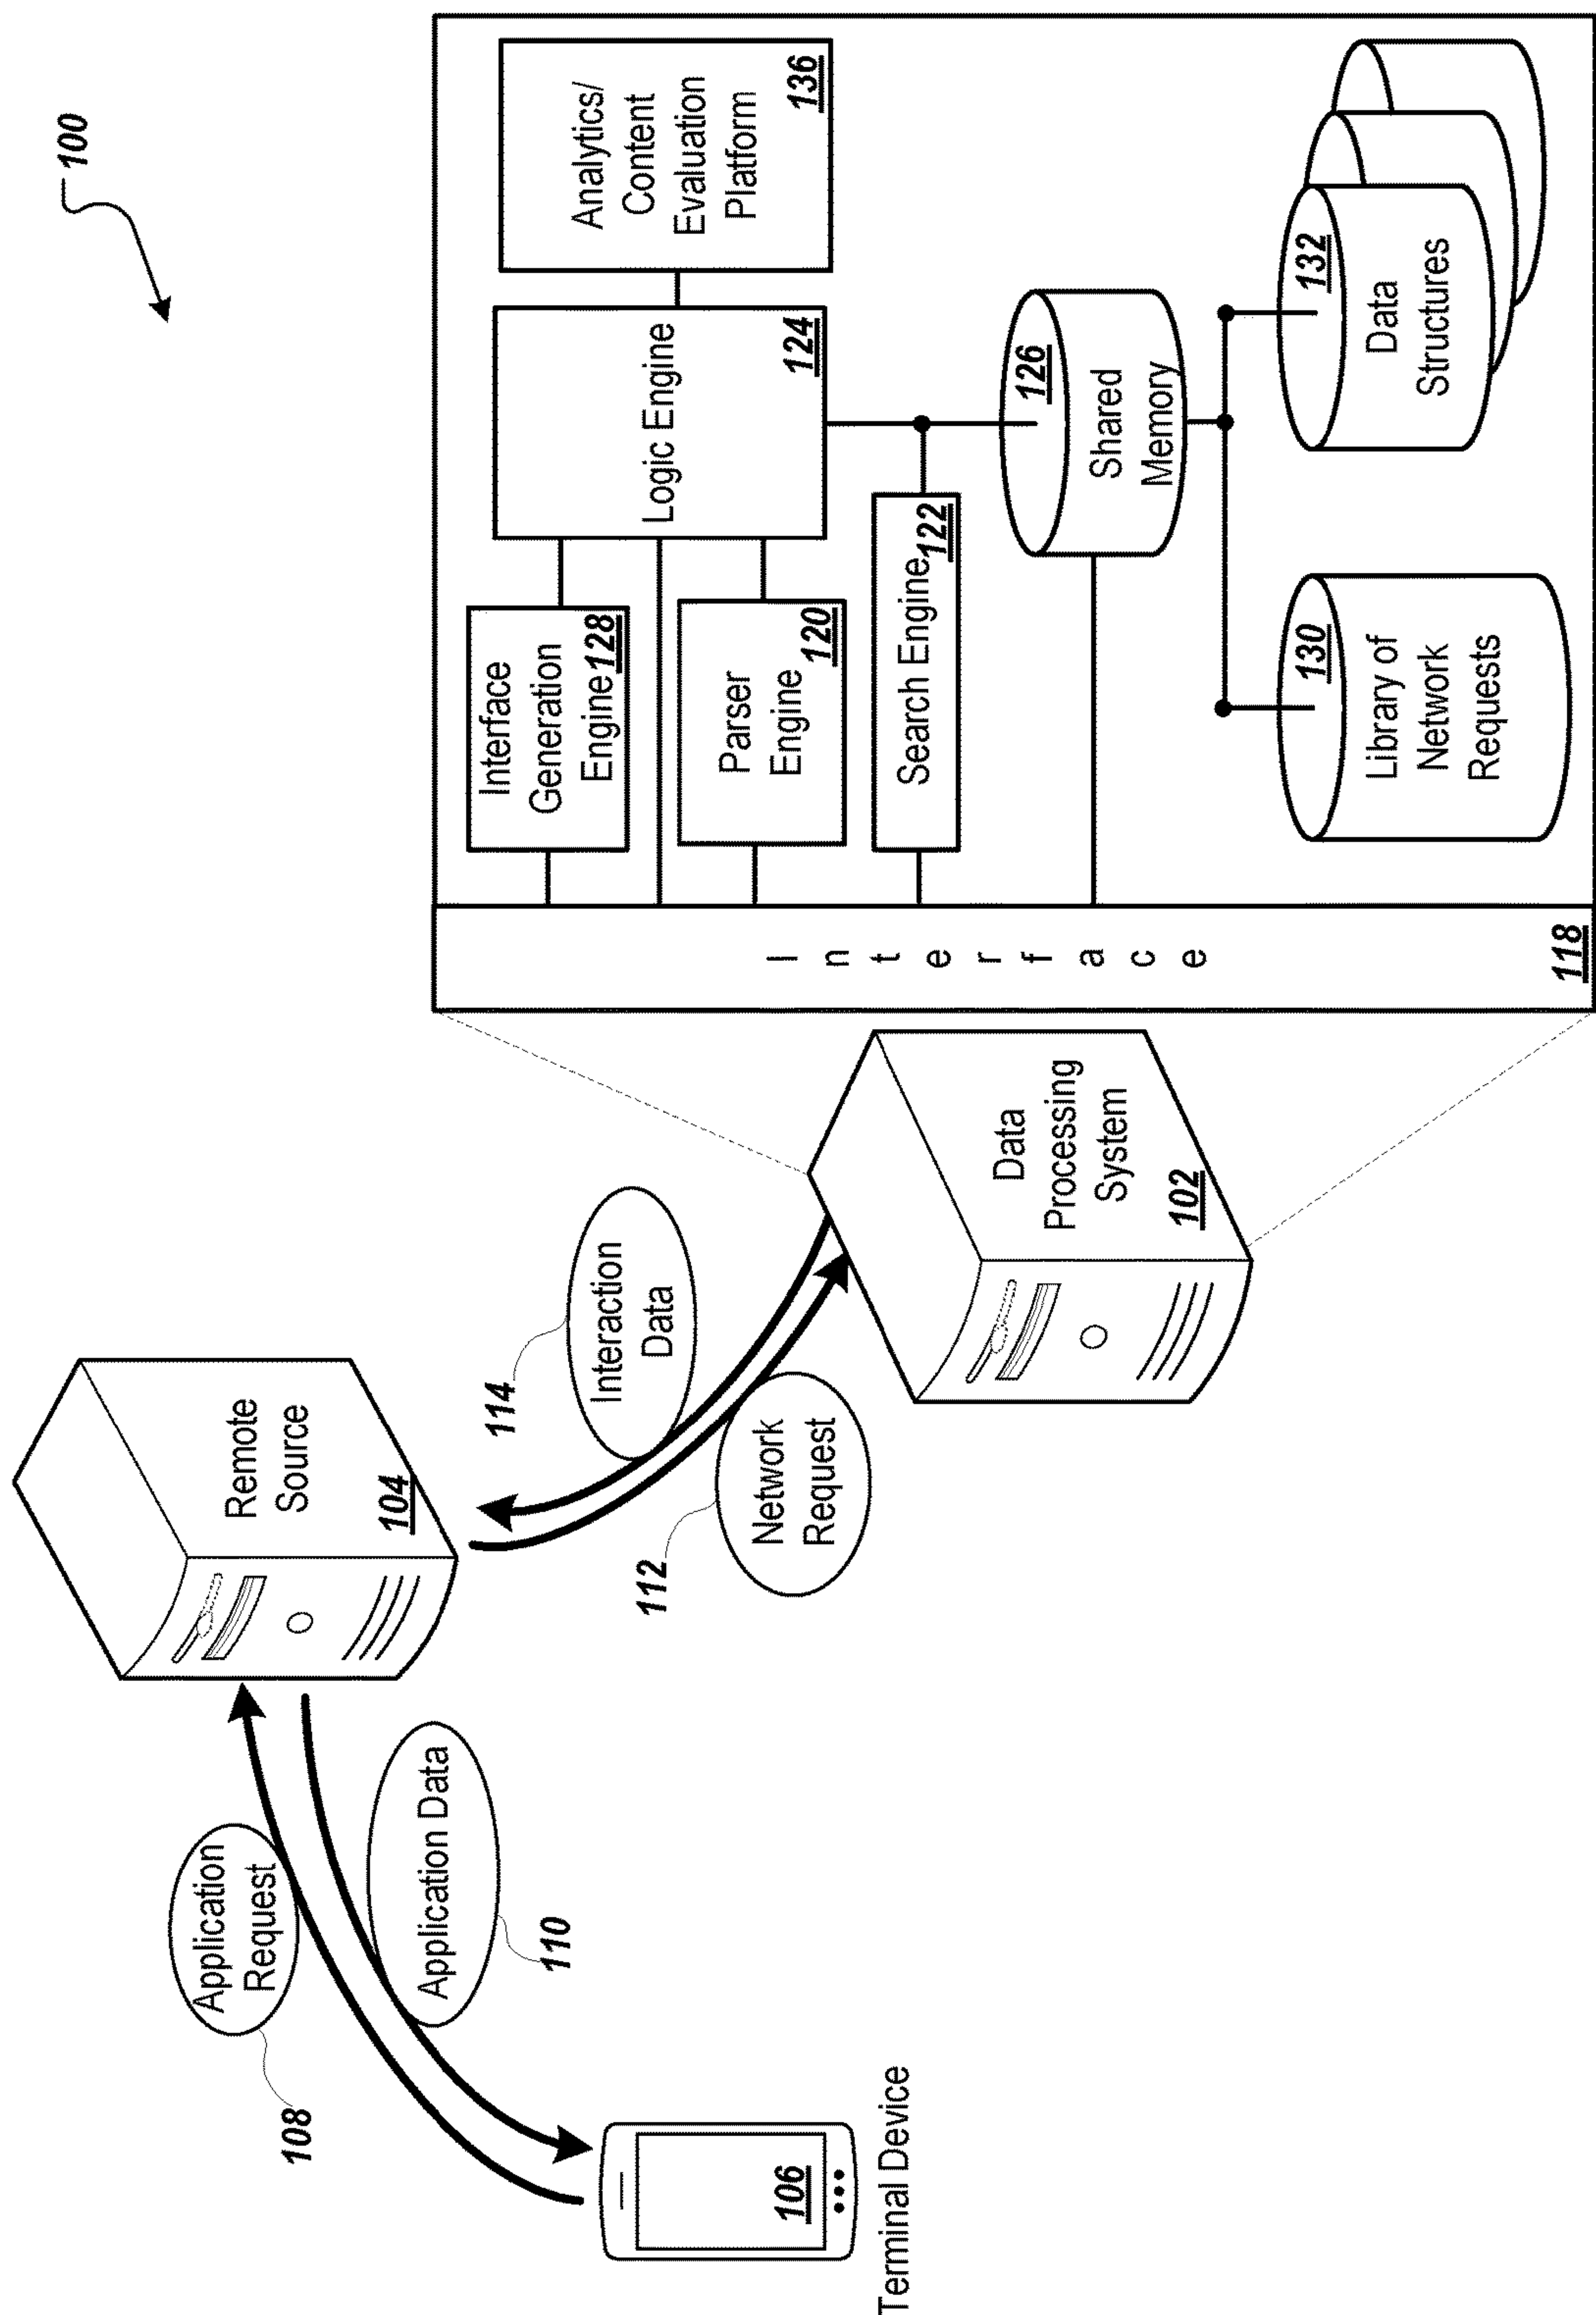 100
Application
Request
108
Application Data
110
106
Terminal Device
Remote
Source
104
114
Interaction
Data
112
Network
Request
Data
Processing
System
102
Interface
118
Interface
Generation
Engine 128
Parser
Engine
120
Search Engine 122
Logic Engine
124
Analytics/
Content
Evaluation
Platform
136
126
Shared
Memory
130
Library of
Network
Requests
132
Data
Structures